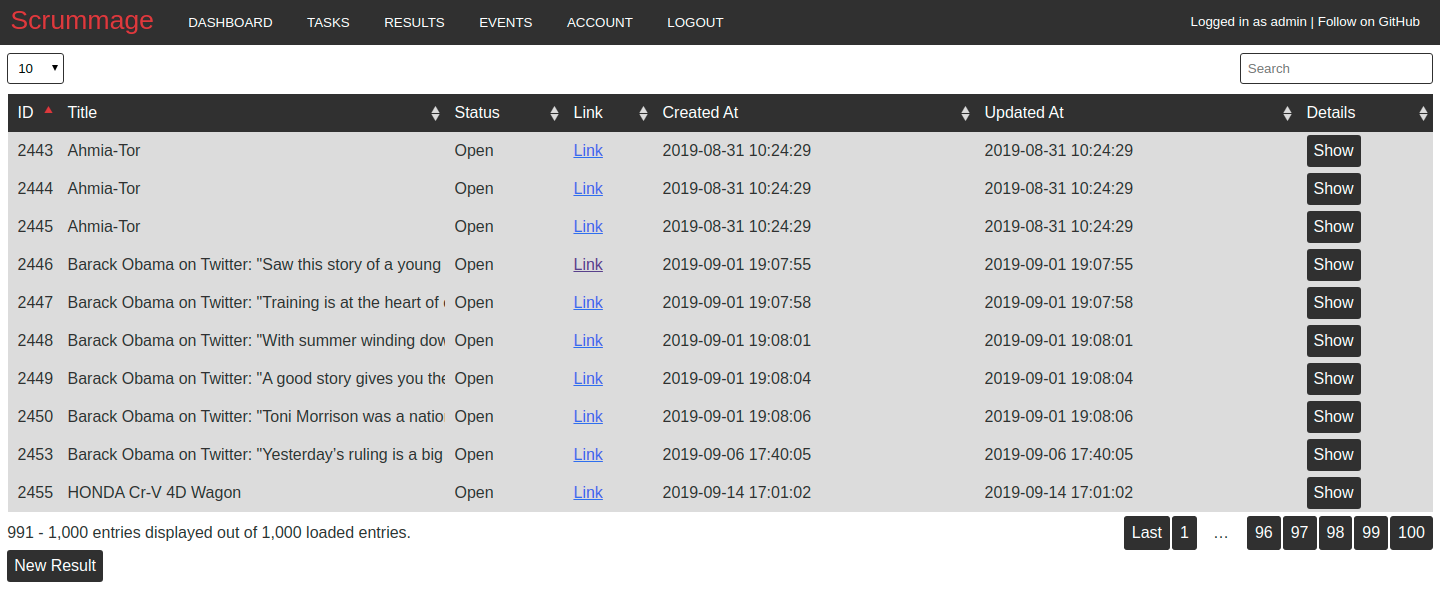 Scrummage DASHBOARD TASKS RESULTS EVENTS ACCOUNT LOGOUT Logged in as admin | Follow on GitHub
10 Search
ID Title Status Link Created At Updated At Details
2443 Ahmia-Tor Open Link 2019-08-31 10:24:29 2019-08-31 10:24:29 Show
2444 Ahmia-Tor Open Link 2019-08-31 10:24:29 2019-08-31 10:24:29 Show
2445 Ahmia-Tor Open Link 2019-08-31 10:24:29 2019-08-31 10:24:29 Show
2446 Barack Obama on Twitter: "Saw this story of a young Open Link 2019-09-01 19:07:55 2019-09-01 19:07:55 Show
2447 Barack Obama on Twitter: "Training is at the heart of Open Link 2019-09-01 19:07:58 2019-09-01 19:07:58 Show
2448 Barack Obama on Twitter: "With summer winding dow Open Link 2019-09-01 19:08:01 2019-09-01 19:08:01 Show
2449 Barack Obama on Twitter: "A good story gives you the Open Link 2019-09-01 19:08:04 2019-09-01 19:08:04 Show
2450 Barack Obama on Twitter: "Toni Morrison was a natio Open Link 2019-09-01 19:08:06 2019-09-01 19:08:06 Show
2453 Barack Obama on Twitter: "Yesterday’s ruling is a big Open Link 2019-09-06 17:40:05 2019-09-06 17:40:05 Show
2455 HONDA Cr-V 4D Wagon Open Link 2019-09-14 17:01:02 2019-09-14 17:01:02 Show
991 - 1,000 entries displayed out of 1,000 loaded entries. Last 1 … 96 97 98 99 100
New Result